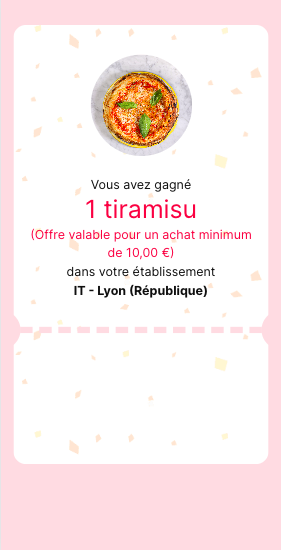 Vous avez gagné
1 tiramisu
(Offre valable pour un achat minimum
de 10,00 €)
dans votre établissement
IT - Lyon (République)